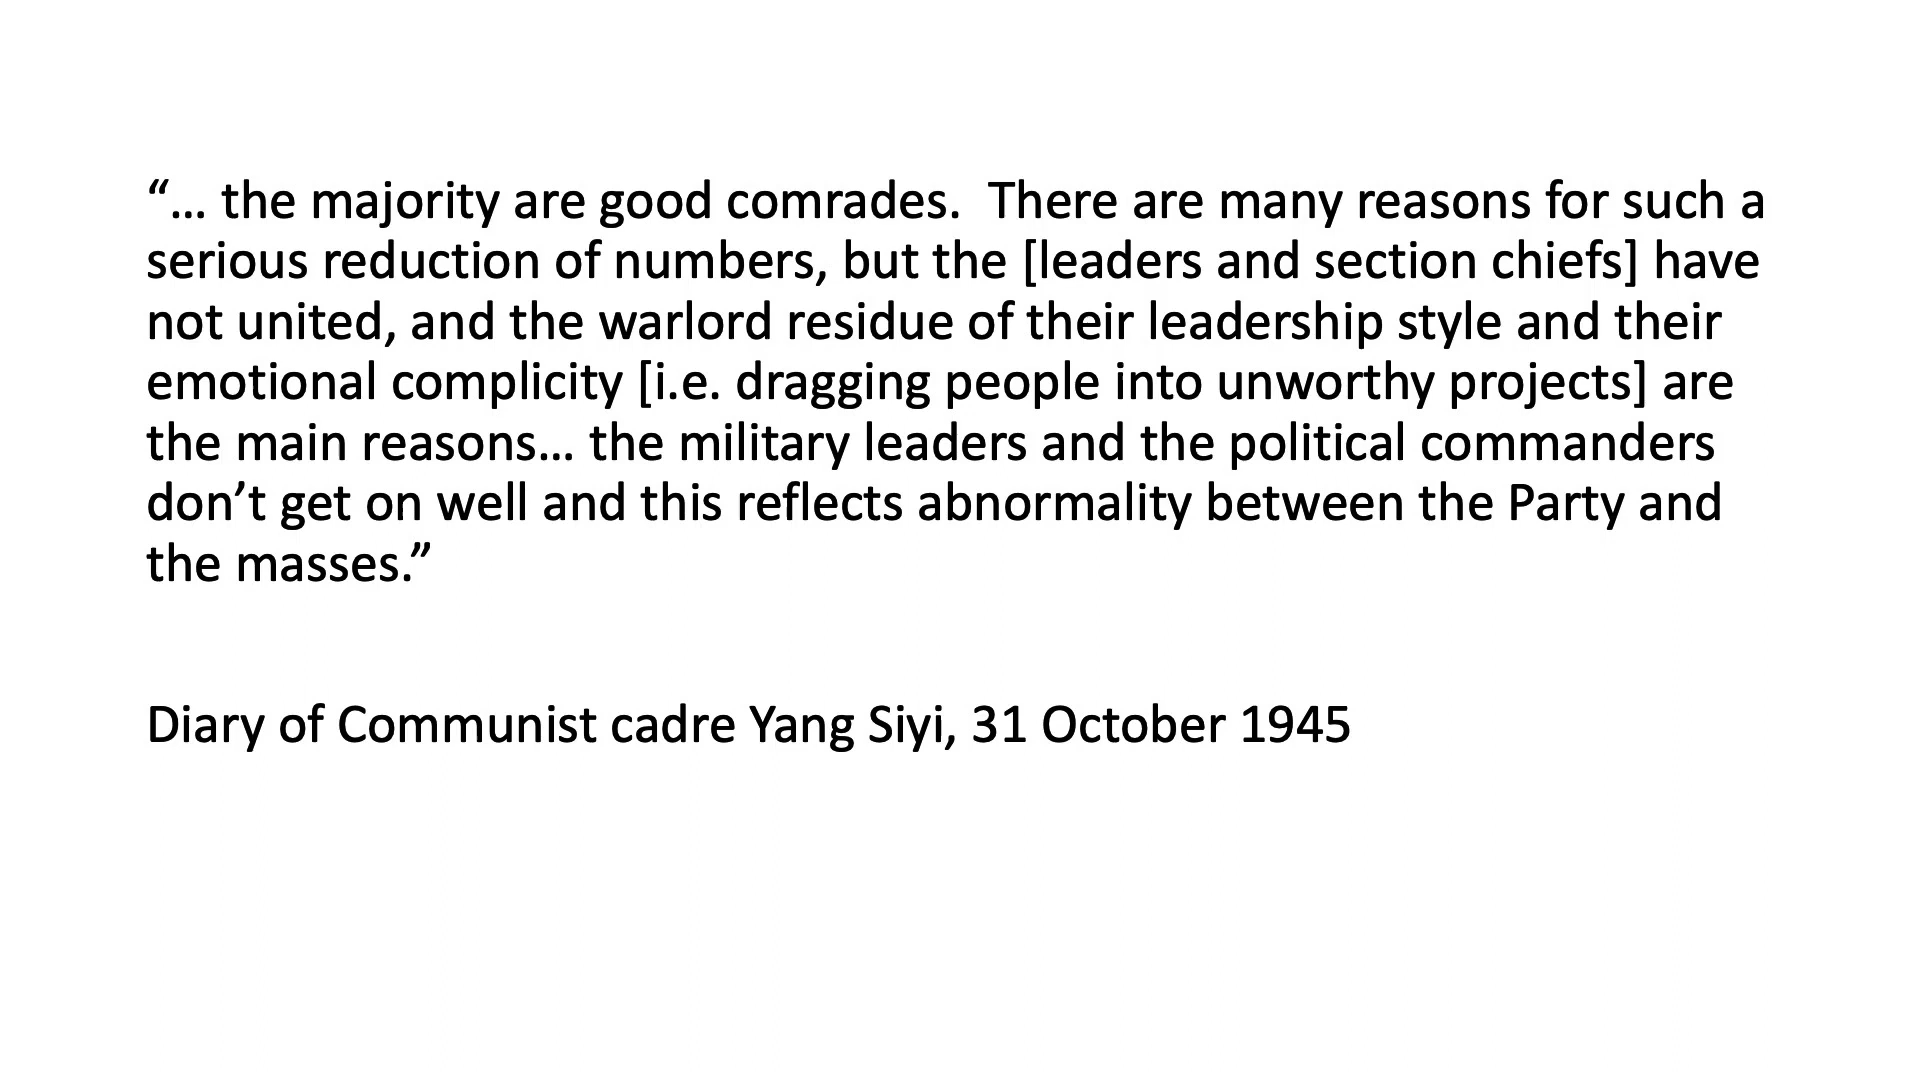 “… the majority are good comrades.  There are many reasons for such a
serious reduction of numbers, but the [leaders and section chiefs] have
not united, and the warlord residue of their leadership style and their
emotional complicity [i.e. dragging people into unworthy projects] are
the main reasons… the military leaders and the political commanders
don’t get on well and this reflects abnormality between the Party and
the masses.”
Diary of Communist cadre Yang Siyi, 31 October 1945